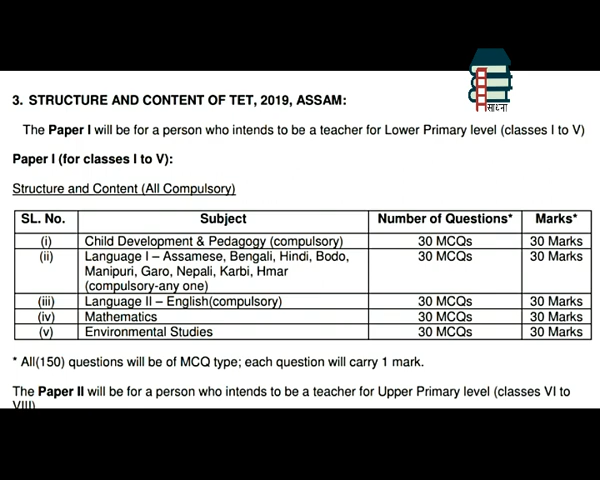 साधना
3. STRUCTURE AND CONTENT OF TET, 2019, ASSAM:
The Paper I will be for a person who intends to be a teacher for Lower Primary level (classes I to V)
Paper I (for classes I to V):
Structure and Content (All Compulsory)
SL. No. Subject Number of Questions* Marks*
(i) Child Development & Pedagogy (compulsory) 30 MCQs 30 Marks
(ii) Language I – Assamese, Bengali, Hindi, Bodo, 30 MCQs 30 Marks
Manipuri, Garo, Nepali, Karbi, Hmar
(compulsory-any one)
(iii) Language II – English(compulsory) 30 MCQs 30 Marks
(iv) Mathematics 30 MCQs 30 Marks
(v) Environmental Studies 30 MCQs 30 Marks
* All(150) questions will be of MCQ type; each question will carry 1 mark.
The Paper II will be for a person who intends to be a teacher for Upper Primary level (classes VI to
VIII)